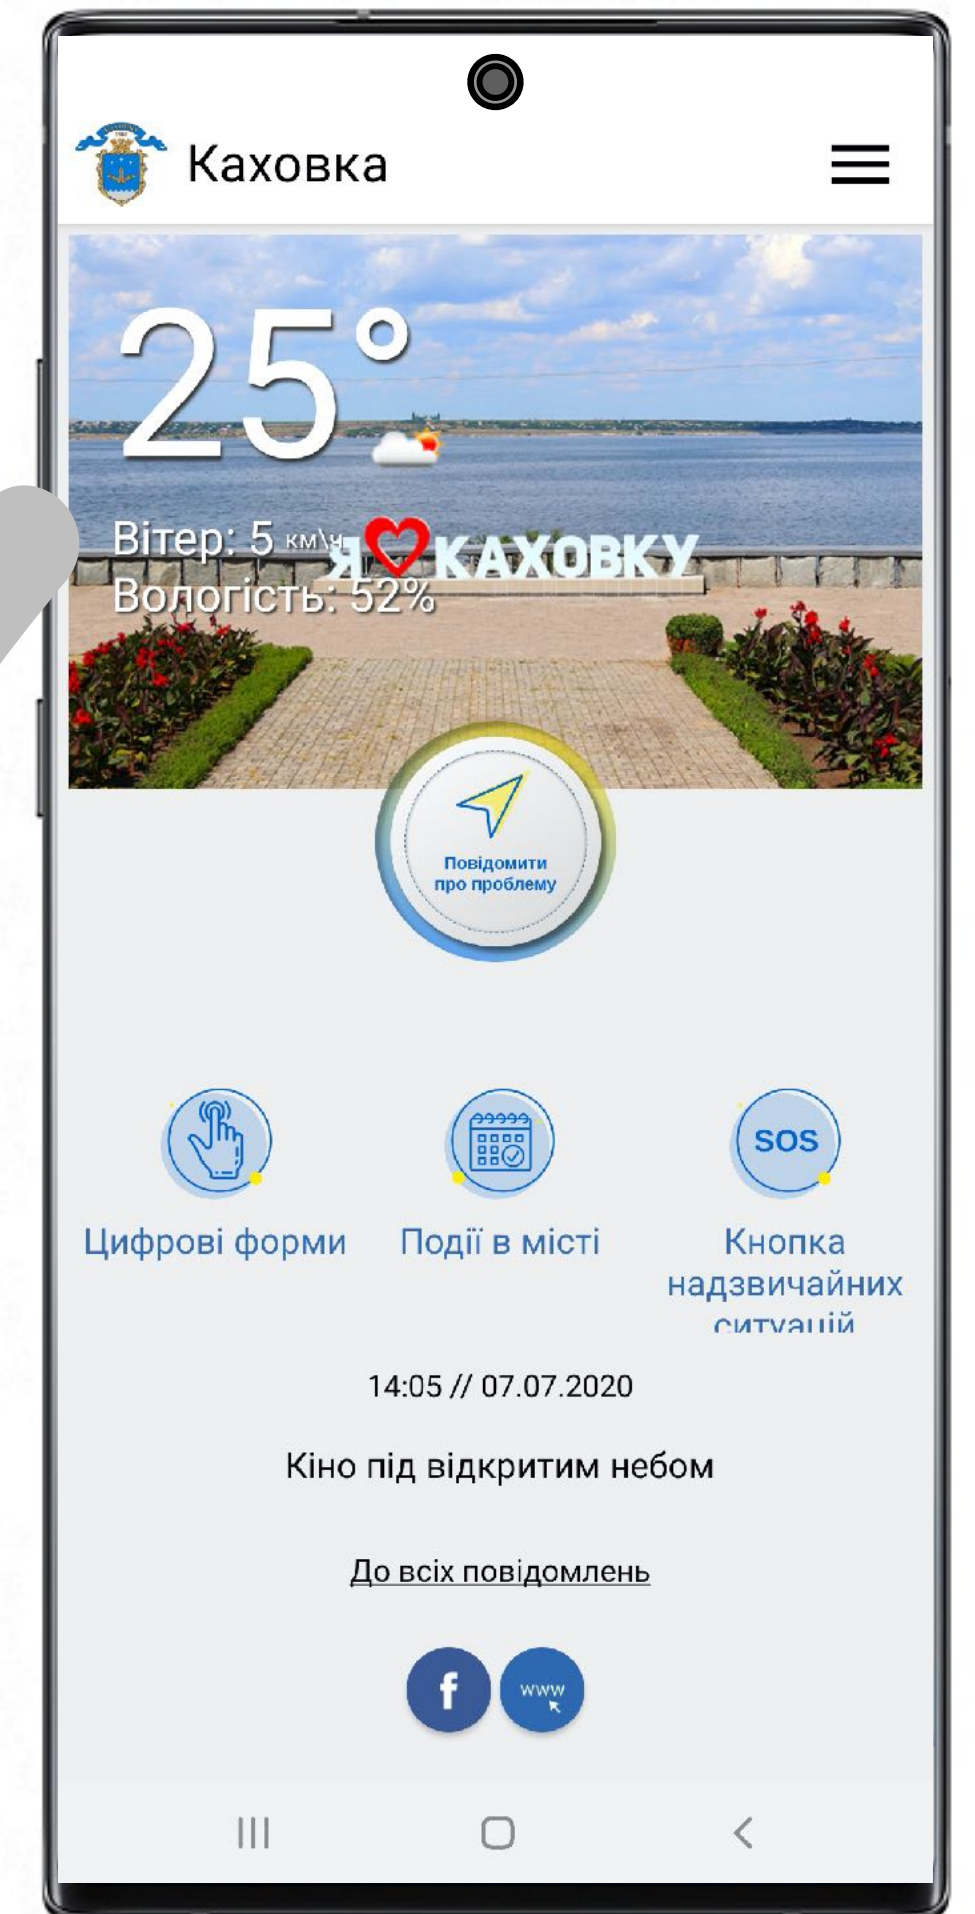 Каховка
25°
Вітер: 5 км\ч
Вологість: 52%
Я КАХОВКУ
Повідомити
про проблему
SOS
Цифрові форми
Події в місті
Кнопка
надзвичайних
ситуацій
14:05 // 07.07.2020
Кіно під відкритим небом
До всіх повідомлень
f
www